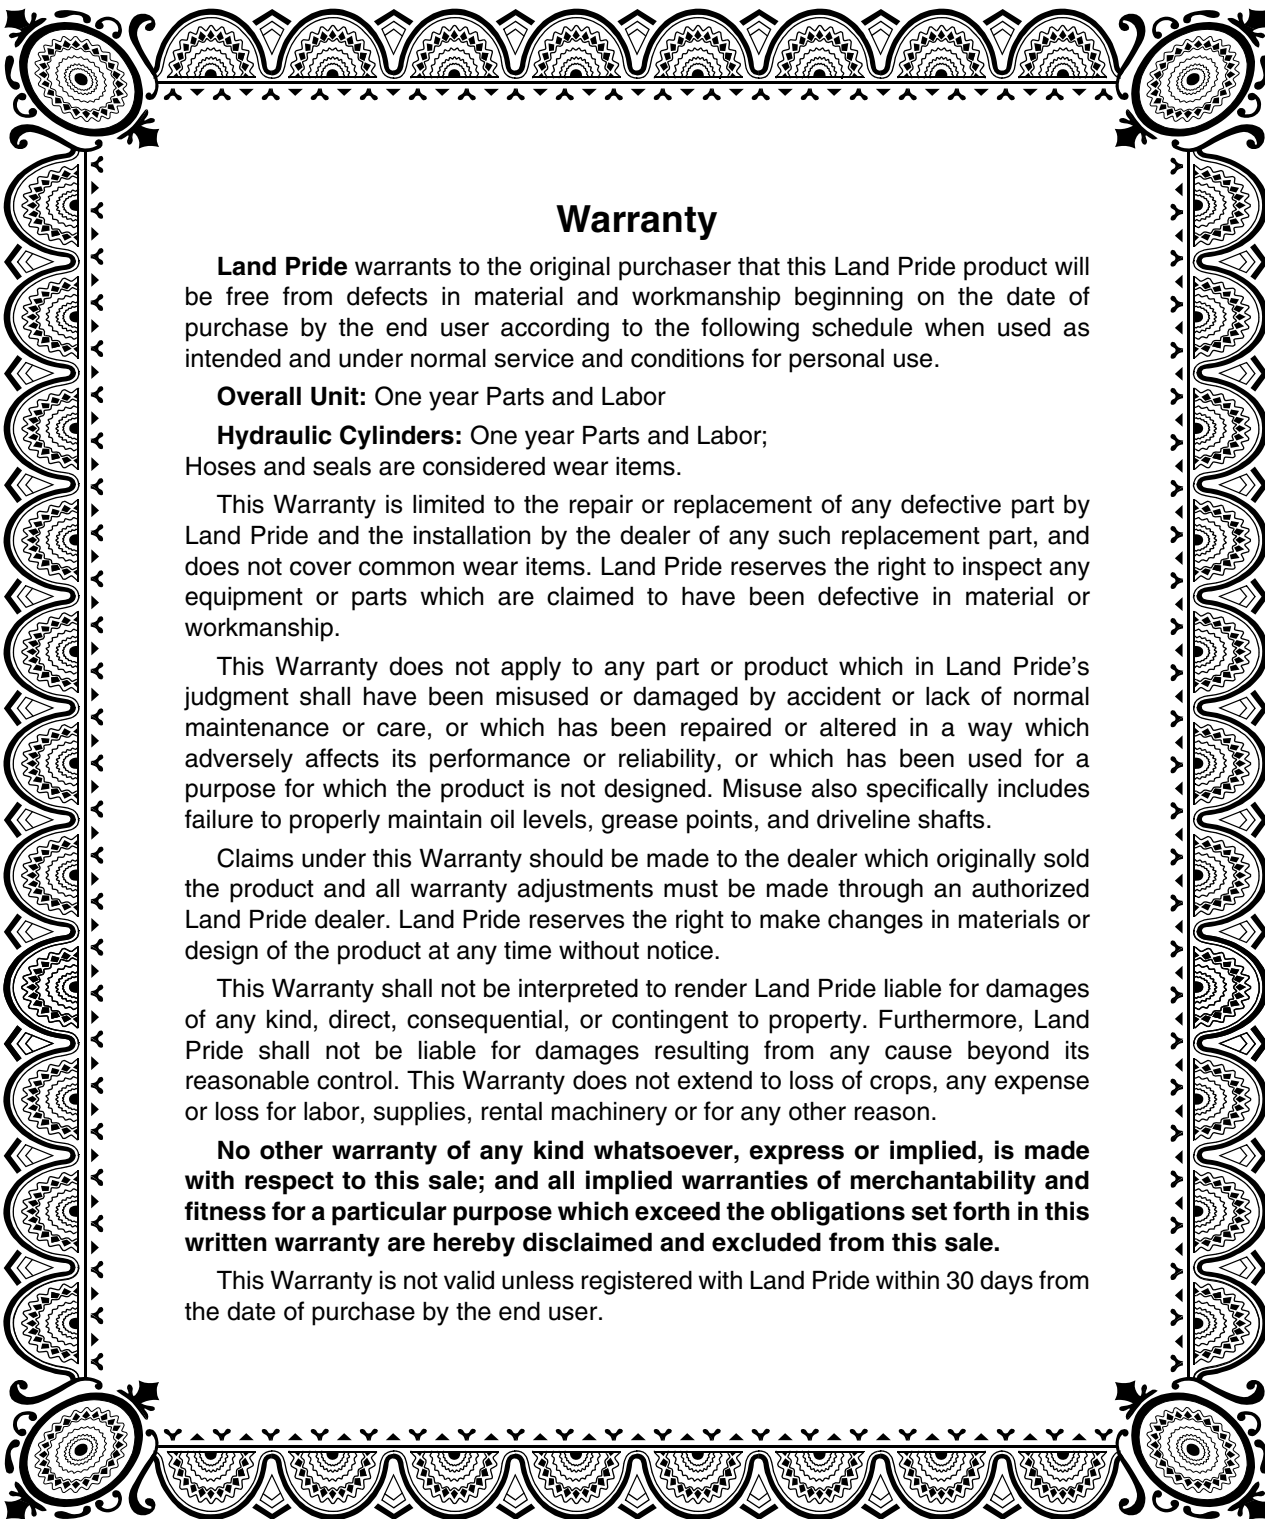 Warranty
Land Pride warrants to the original purchaser that this Land Pride product will
be free from defects in material and workmanship beginning on the date of
purchase by the end user according to the following schedule when used as
intended and under normal service and conditions for personal use.
Overall Unit: One year Parts and Labor
Hydraulic Cylinders: One year Parts and Labor;
Hoses and seals are considered wear items.
This Warranty is limited to the repair or replacement of any defective part by
Land Pride and the installation by the dealer of any such replacement part, and
does not cover common wear items. Land Pride reserves the right to inspect any
equipment or parts which are claimed to have been defective in material or
workmanship.
This Warranty does not apply to any part or product which in Land Pride’s
judgment shall have been misused or damaged by accident or lack of normal
maintenance or care, or which has been repaired or altered in a way which
adversely affects its performance or reliability, or which has been used for a
purpose for which the product is not designed. Misuse also specifically includes
failure to properly maintain oil levels, grease points, and driveline shafts.
Claims under this Warranty should be made to the dealer which originally sold
the product and all warranty adjustments must be made through an authorized
Land Pride dealer. Land Pride reserves the right to make changes in materials or
design of the product at any time without notice.
This Warranty shall not be interpreted to render Land Pride liable for damages
of any kind, direct, consequential, or contingent to property. Furthermore, Land
Pride shall not be liable for damages resulting from any cause beyond its
reasonable control. This Warranty does not extend to loss of crops, any expense
or loss for labor, supplies, rental machinery or for any other reason.
No other warranty of any kind whatsoever, express or implied, is made
with respect to this sale; and all implied warranties of merchantability and
fitness for a particular purpose which exceed the obligations set forth in this
written warranty are hereby disclaimed and excluded from this sale.
This Warranty is not valid unless registered with Land Pride within 30 days from
the date of purchase by the end user.